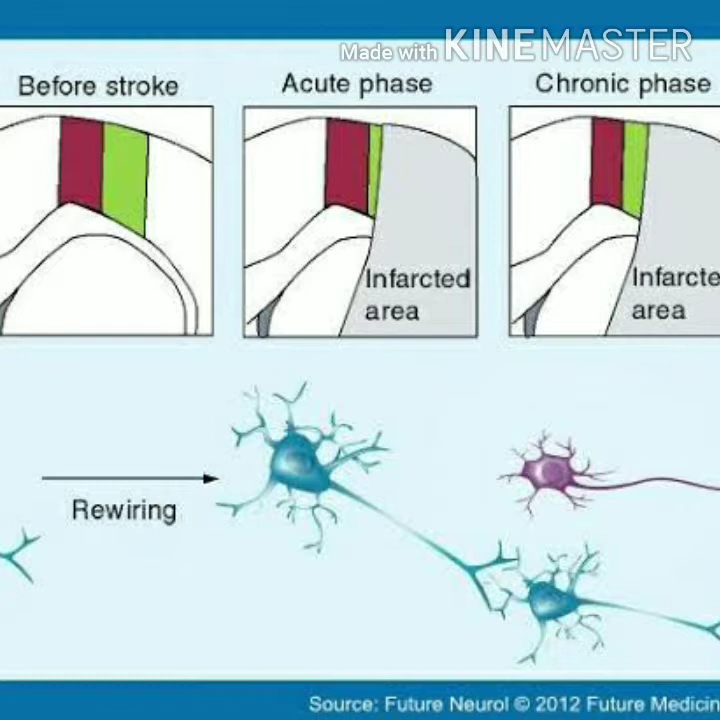 Made with KINEMASTER
Before stroke
Acute phase
Chronic phase
Infarcted
area
Infarcte
area
Rewiring
Source: Future Neurol © 2012 Future Medicin